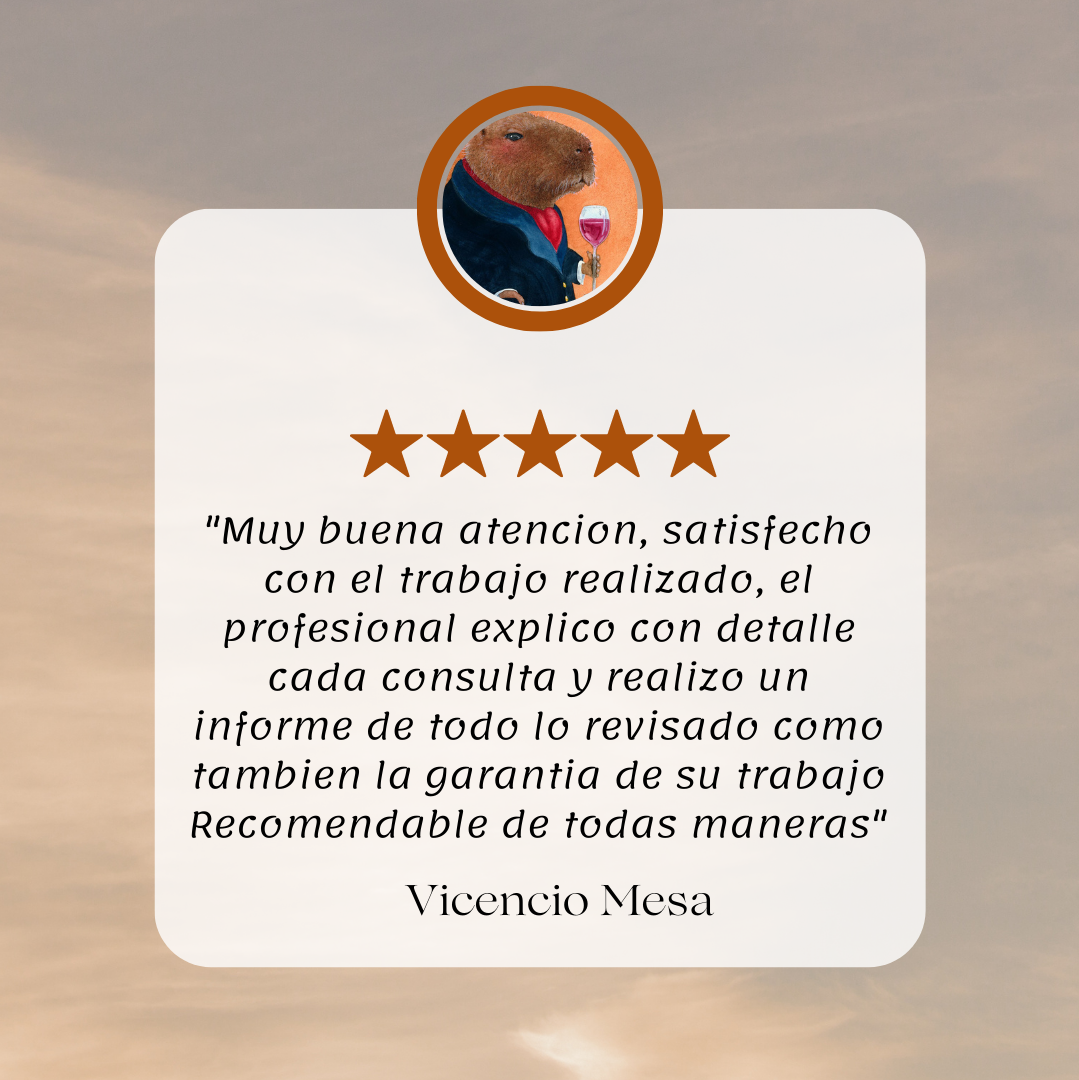 "Muy buena atencion, satisfecho
con el trabajo realizado, el
profesional explico con detalle
cada consulta y realizo un
informe de todo lo revisado como
tambien la garantia de su trabajo
Recomendable de todas maneras"
Vicencio Mesa